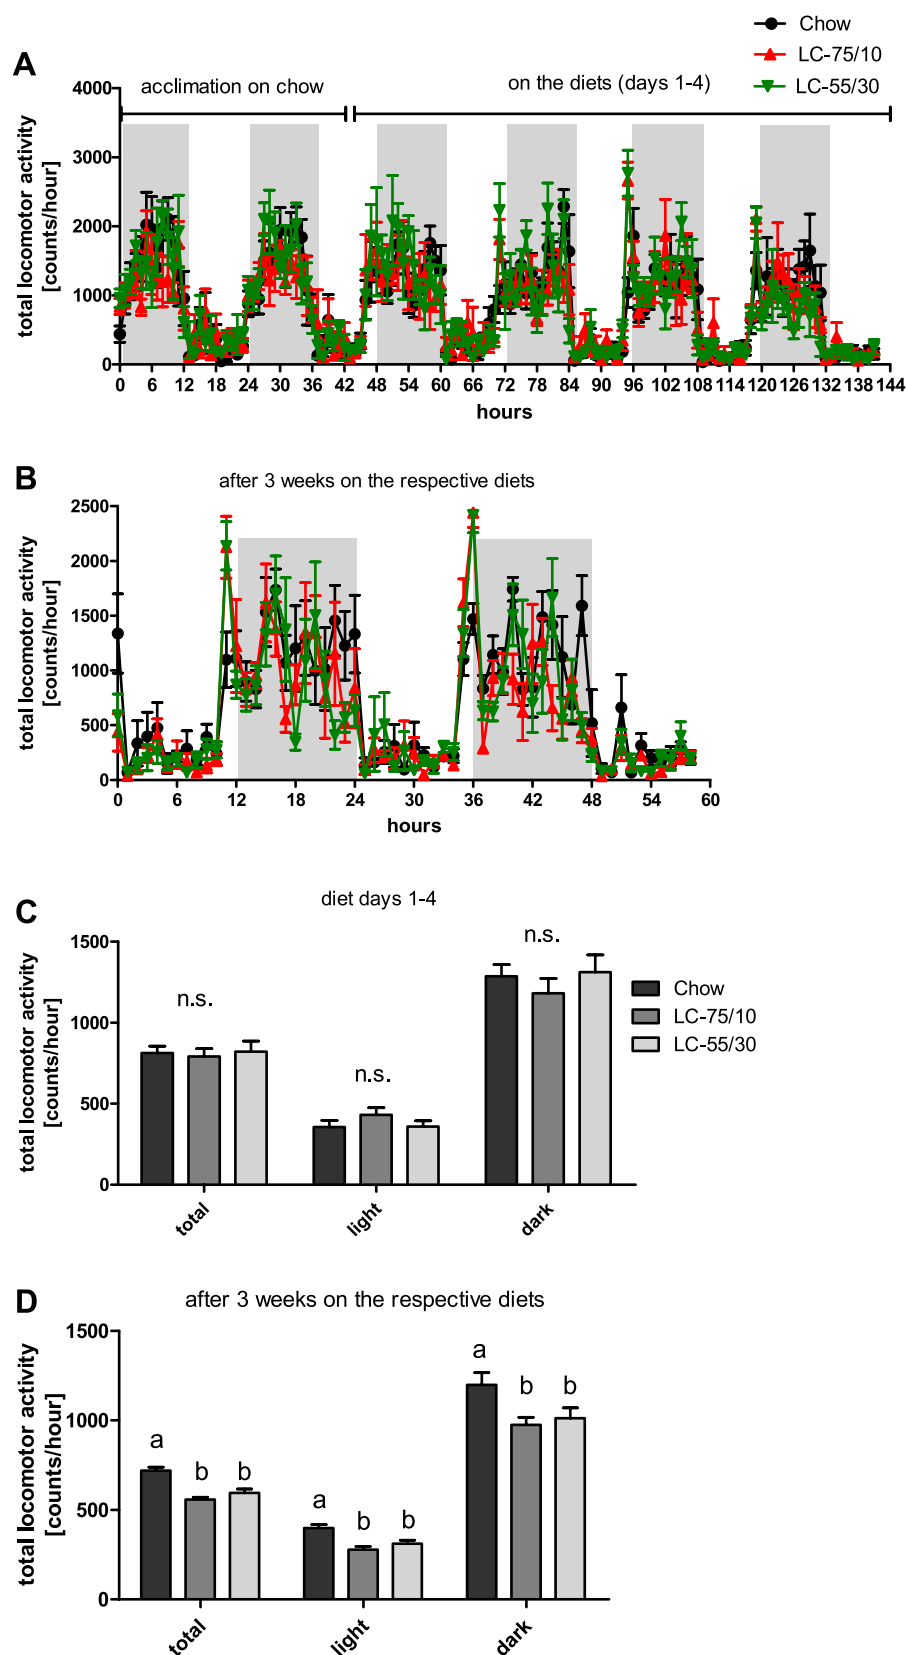 Chow
LC-75/10
LC-55/30
A
acclimation on chow
on the diets (days 1-4)
total locomotor activity
[counts/hour]
4000
3000
2000
1000
0
0 6 12 18 24 30 36 42 48 54 60 66 72 78 84 90 96 102 108 114 120 126 132 138 144
hours
B
after 3 weeks on the respective diets
total locomotor activity
[counts/hour]
2500
2000
1500
1000
500
0
0 6 12 18 24 30 36 42 48 54 60
hours
C
diet days 1-4
total locomotor activity
[counts/hour]
1500
1000
500
0
n.s.
n.s.
n.s.
Chow
LC-75/10
LC-55/30
total
light
dark
D
after 3 weeks on the respective diets
total locomotor activity
[counts/hour]
1500
1000
500
0
a b b
a b b
a b b
total
light
dark